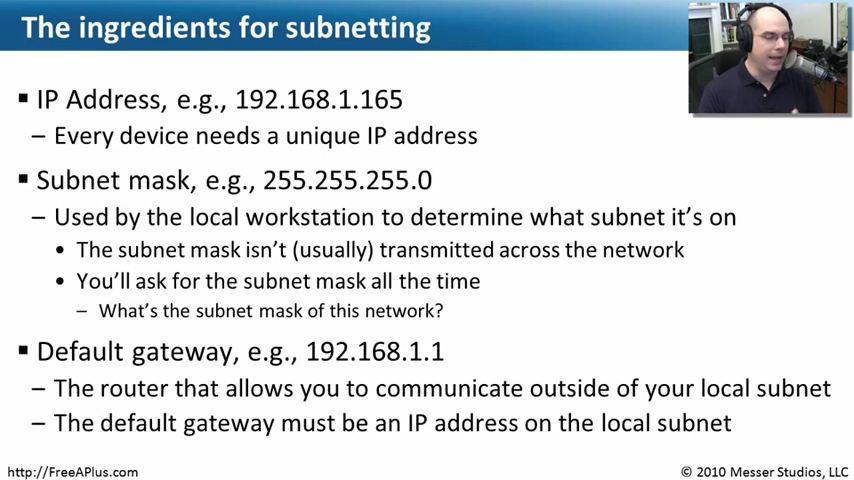 The ingredients for subnetting
▪ IP Address, e.g., 192.168.1.165
– Every device needs a unique IP address
▪ Subnet mask, e.g., 255.255.255.0
– Used by the local workstation to determine what subnet it's on
• The subnet mask isn't (usually) transmitted across the network
• You'll ask for the subnet mask all the time
– What's the subnet mask of this network?
▪ Default gateway, e.g., 192.168.1.1
– The router that allows you to communicate outside of your local subnet
– The default gateway must be an IP address on the local subnet
http://FreeAPlus.com
© 2010 Messer Studios, LLC